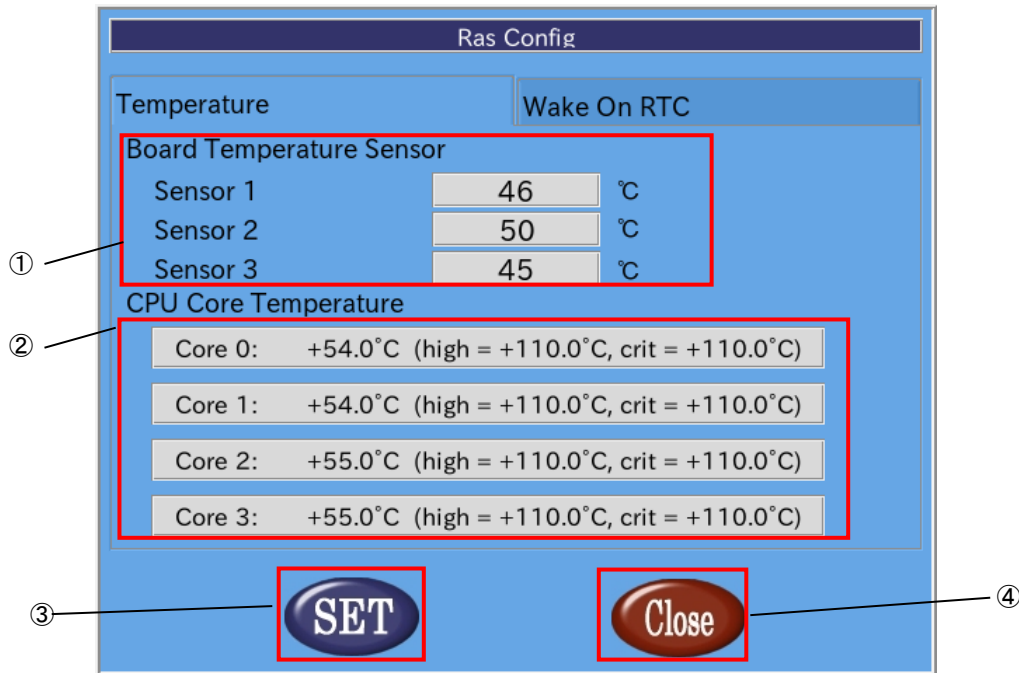 Ras Config
Temperature Wake On RTC
Board Temperature Sensor
Sensor 1 46 ℃
Sensor 2 50 ℃
①
Sensor 3 45 ℃
CPU Core Temperature
②
Core 0: +54.0°C (high = +110.0°C, crit = +110.0°C)
Core 1: +54.0°C (high = +110.0°C, crit = +110.0°C)
Core 2: +55.0°C (high = +110.0°C, crit = +110.0°C)
Core 3: +55.0°C (high = +110.0°C, crit = +110.0°C)
③ SET Close ④